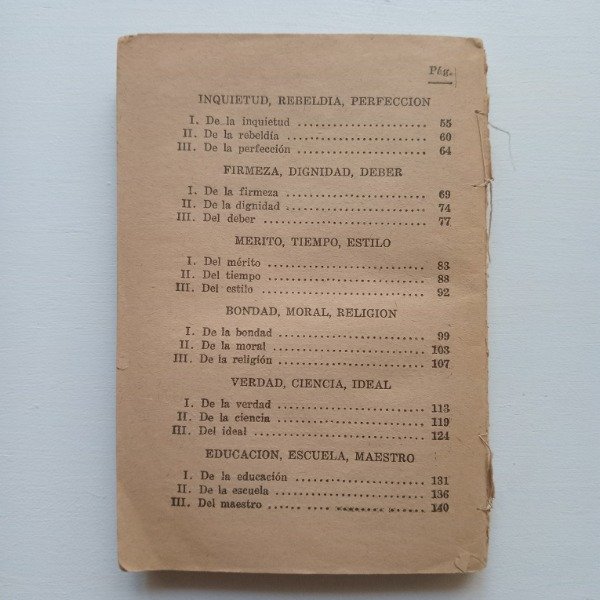 Pág.
INQUIETUD, REBELDIA, PERFECCION
I. De la inquietud .................. 55
II. De la rebeldía .................. 60
III. De la perfección .................. 64
FIRMEZA, DIGNIDAD, DEBER
I. De la firmeza .................. 69
II. De la dignidad .................. 74
III. Del deber .................. 77
MERITO, TIEMPO, ESTILO
I. Del mérito .................. 83
II. Del tiempo .................. 88
III. Del estilo .................. 92
BONDAD, MORAL, RELIGION
I. De la bondad .................. 99
II. De la moral .................. 103
III. De la religión .................. 107
VERDAD, CIENCIA, IDEAL
I. De la verdad .................. 113
II. De la ciencia .................. 119
III. Del ideal .................. 124
EDUCACION, ESCUELA, MAESTRO
I. De la educación .................. 131
II. De la escuela .................. 136
III. Del maestro .................. 140